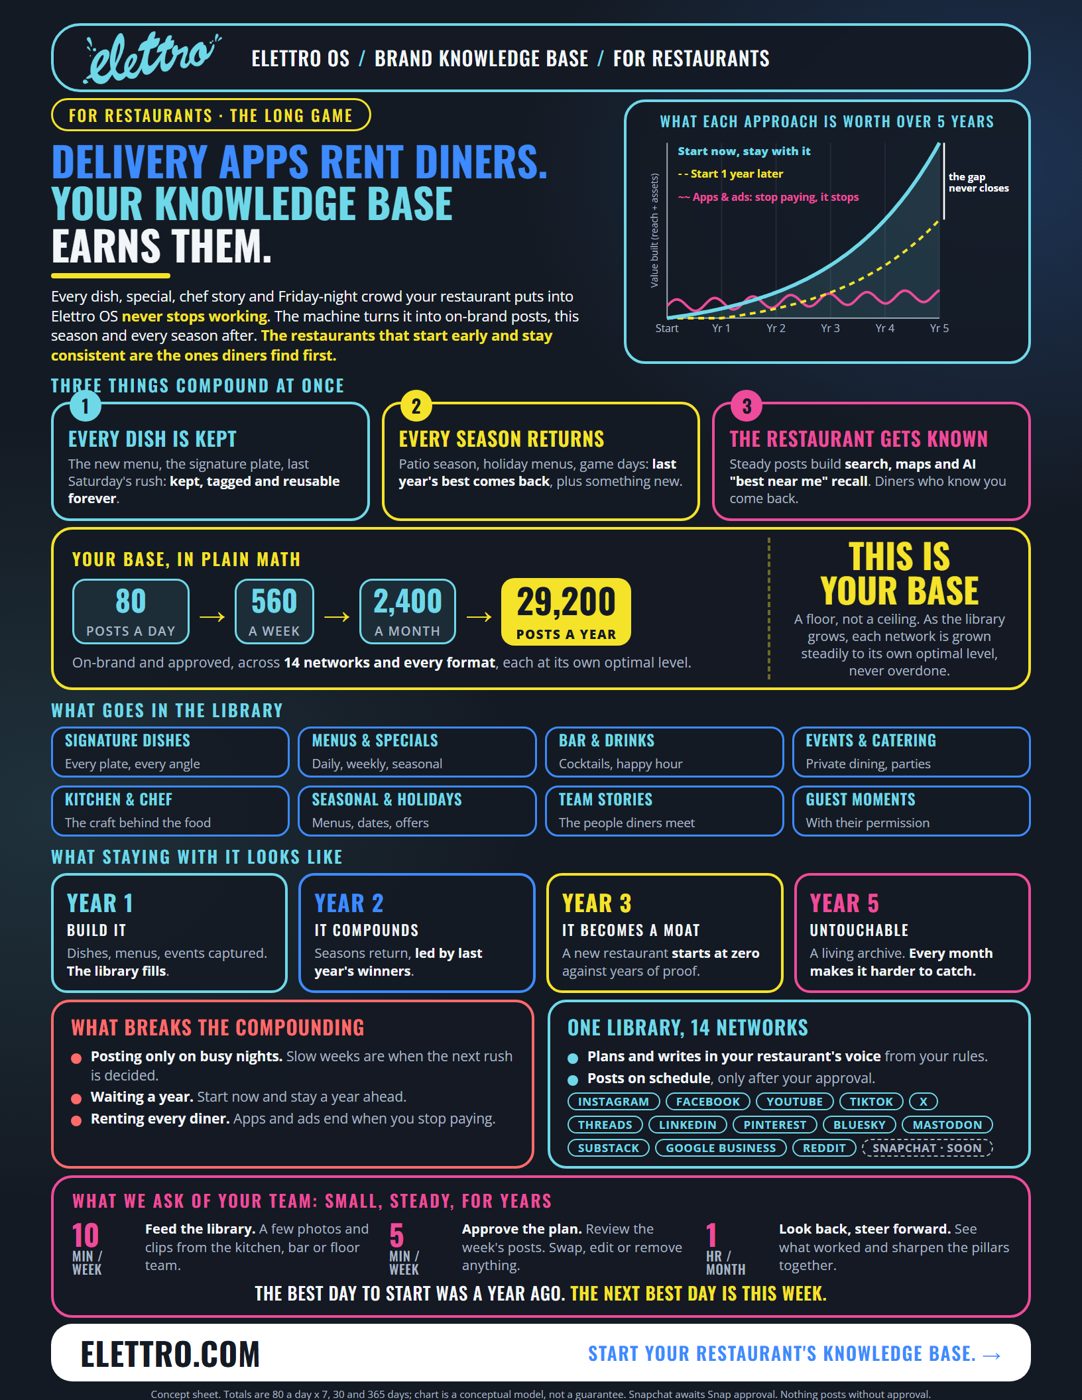 elettro
ELETTRO OS / BRAND KNOWLEDGE BASE / FOR RESTAURANTS
FOR RESTAURANTS · THE LONG GAME
DELIVERY APPS RENT DINERS.
YOUR KNOWLEDGE BASE
EARNS THEM.
Every dish, special, chef story and Friday-night crowd your restaurant puts into
Elettro OS never stops working. The machine turns it into on-brand posts, this
season and every season after. The restaurants that start early and stay
consistent are the ones diners find first.
WHAT EACH APPROACH IS WORTH OVER 5 YEARS
Start now, stay with it
- - Start 1 year later
~~ Apps & ads: stop paying, it stops
the gap
never closes
Value built (reach + assets)
Start Yr 1 Yr 2 Yr 3 Yr 4 Yr 5
THREE THINGS COMPOUND AT ONCE
1
EVERY DISH IS KEPT
The new menu, the signature plate, last
Saturday's rush: kept, tagged and reusable
forever.
2
EVERY SEASON RETURNS
Patio season, holiday menus, game days: last
year's best comes back, plus something new.
3
THE RESTAURANT GETS KNOWN
Steady posts build search, maps and AI
"best near me" recall. Diners who know you
come back.
YOUR BASE, IN PLAIN MATH
80
POSTS A DAY
→
560
A WEEK
→
2,400
A MONTH
→
29,200
POSTS A YEAR
On-brand and approved, across 14 networks and every format, each at its own optimal level.
THIS IS
YOUR BASE
A floor, not a ceiling. As the library
grows, each network is grown
steadily to its own optimal level,
never overdone.
WHAT GOES IN THE LIBRARY
SIGNATURE DISHES
Every plate, every angle
MENUS & SPECIALS
Daily, weekly, seasonal
BAR & DRINKS
Cocktails, happy hour
EVENTS & CATERING
Private dining, parties
KITCHEN & CHEF
The craft behind the food
SEASONAL & HOLIDAYS
Menus, dates, offers
TEAM STORIES
The people diners meet
GUEST MOMENTS
With their permission
WHAT STAYING WITH IT LOOKS LIKE
YEAR 1
BUILD IT
Dishes, menus, events captured.
The library fills.
YEAR 2
IT COMPOUNDS
Seasons return, led by last
year's winners.
YEAR 3
IT BECOMES A MOAT
A new restaurant starts at zero
against years of proof.
YEAR 5
UNTOUCHABLE
A living archive. Every month
makes it harder to catch.
WHAT BREAKS THE COMPOUNDING
Posting only on busy nights. Slow weeks are when the next rush
is decided.
Waiting a year. Start now and stay a year ahead.
Renting every diner. Apps and ads end when you stop paying.
ONE LIBRARY, 14 NETWORKS
Plans and writes in your restaurant's voice from your rules.
Posts on schedule, only after your approval.
INSTAGRAM FACEBOOK YOUTUBE TIKTOK X
THREADS LINKEDIN PINTEREST BLUESKY MASTODON
SUBSTACK GOOGLE BUSINESS REDDIT SNAPCHAT · SOON
WHAT WE ASK OF YOUR TEAM: SMALL, STEADY, FOR YEARS
10
MIN /
WEEK
Feed the library. A few photos and
clips from the kitchen, bar or floor
team.
5
MIN /
WEEK
Approve the plan. Review the
week's posts. Swap, edit or remove
anything.
1
HR /
MONTH
Look back, steer forward. See
what worked and sharpen the pillars
together.
THE BEST DAY TO START WAS A YEAR AGO. THE NEXT BEST DAY IS THIS WEEK.
ELETTRO.COM
START YOUR RESTAURANT'S KNOWLEDGE BASE. →
Concept sheet. Totals are 80 a day x 7, 30 and 365 days; chart is a conceptual model, not a guarantee. Snapchat awaits Snap approval. Nothing posts without approval.